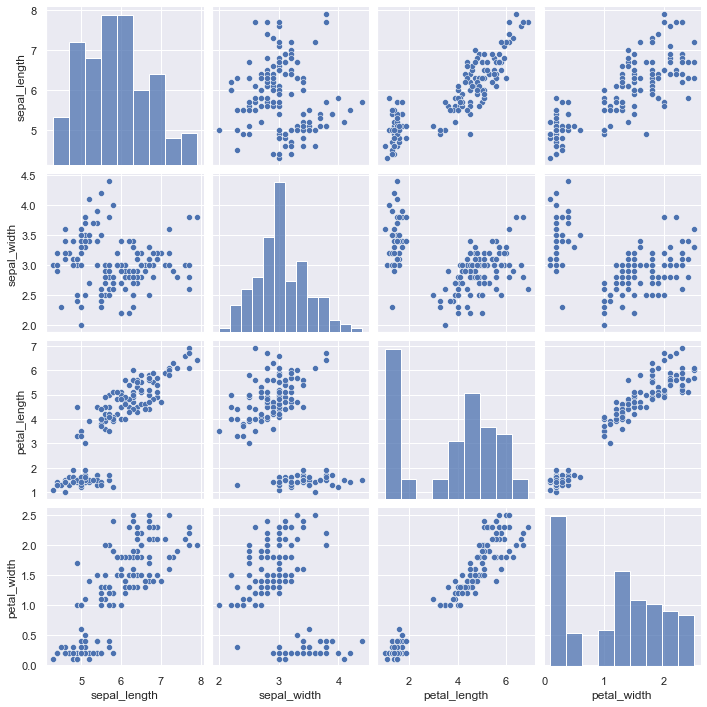 8
7
6
5
sepal_length
4.5
4.0
3.5
3.0
2.5
2.0
sepal_width
7
6
5
4
3
2
1
petal_length
2.5
2.0
1.5
1.0
0.5
0.0
petal_width
5 6 7 8
sepal_length
2 3 4
sepal_width
2 4 6
petal_length
0 1 2
petal_width